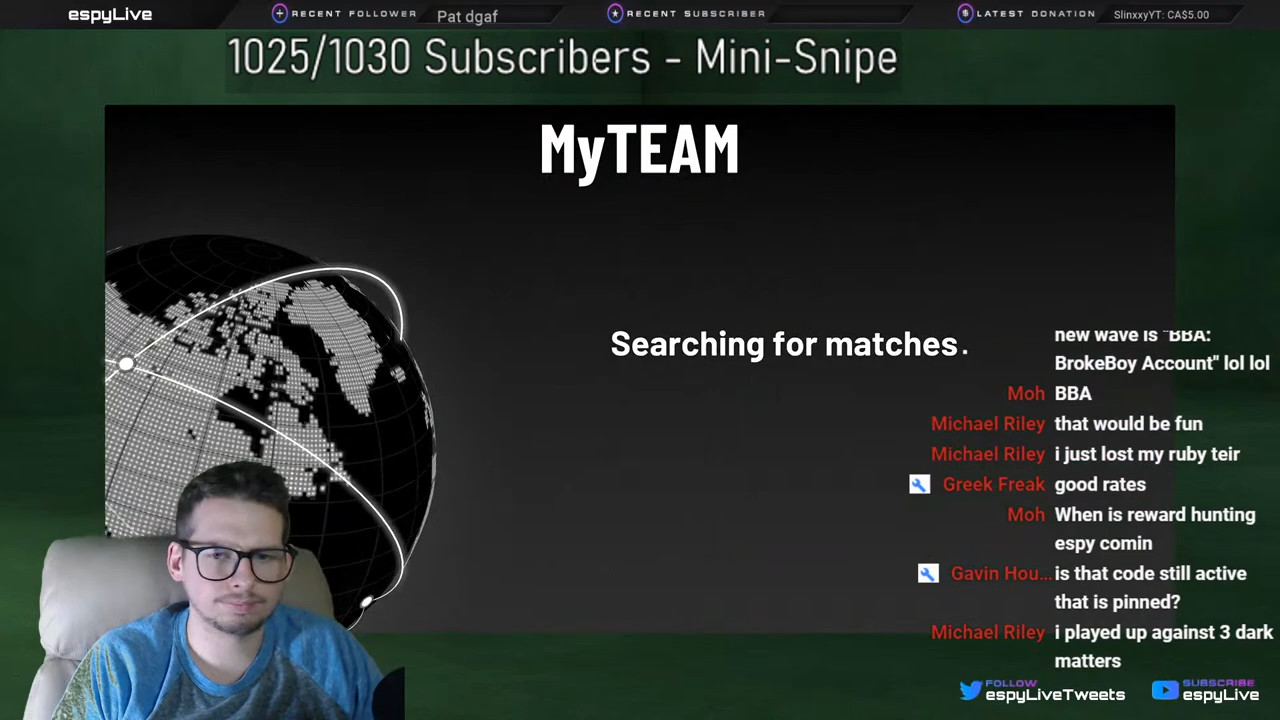 espyLive
RECENT FOLLOWER
Pat dgaf
RECENT SUBSCRIBER
LATEST DONATION
SlinxxyYT: CA$5.00
1025/1030 Subscribers - Mini-Snipe
MyTEAM
Searching for matches.
new wave is "BBA:
BrokeBoy Account" lol lol
Moh BBA
Michael Riley that would be fun
Michael Riley i just lost my ruby teir
Greek Freak good rates
Moh When is reward hunting
espy comin
Gavin Hou... is that code still active
that is pinned?
Michael Riley i played up against 3 dark
matters
FOLLOW
espyLiveTweets
SUBSCRIBE
espyLive